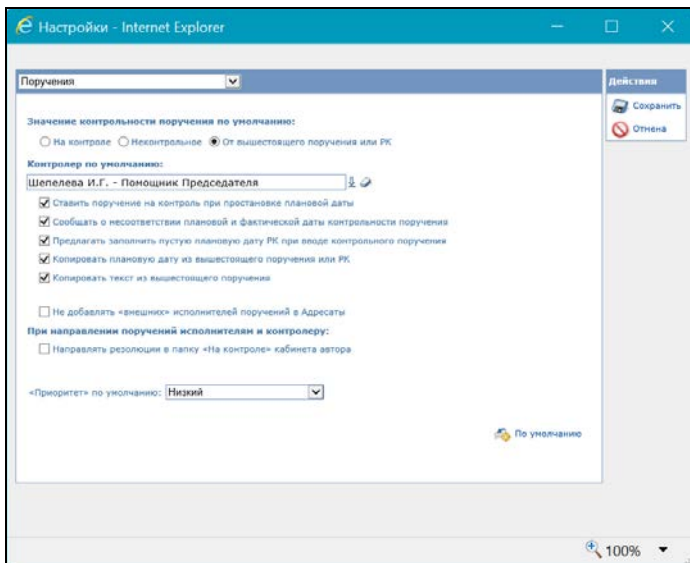 Настройки - Internet Explorer
Поручения
Действия
Сохранить
Отмена
Значение контрольности поручения по умолчанию:
На контроле Неконтрольное От вышестоящего поручения или РК
Контролер по умолчанию:
Шепелева И.Г. - Помощник Председателя
Ставить поручение на контроль при простановке плановой даты
Сообщать о несоответствии плановой и фактической даты контрольности поручения
Предлагать заполнить пустую плановую дату РК при вводе контрольного поручения
Копировать плановую дату из вышестоящего поручения или РК
Копировать текст из вышестоящего поручения
Не добавлять «внешних» исполнителей поручений в Адресаты
При направлении поручений исполнителям и контролеру:
Направлять резолюции в папку «На контроле» кабинета автора
«Приоритет» по умолчанию: Низкий
По умолчанию
100%